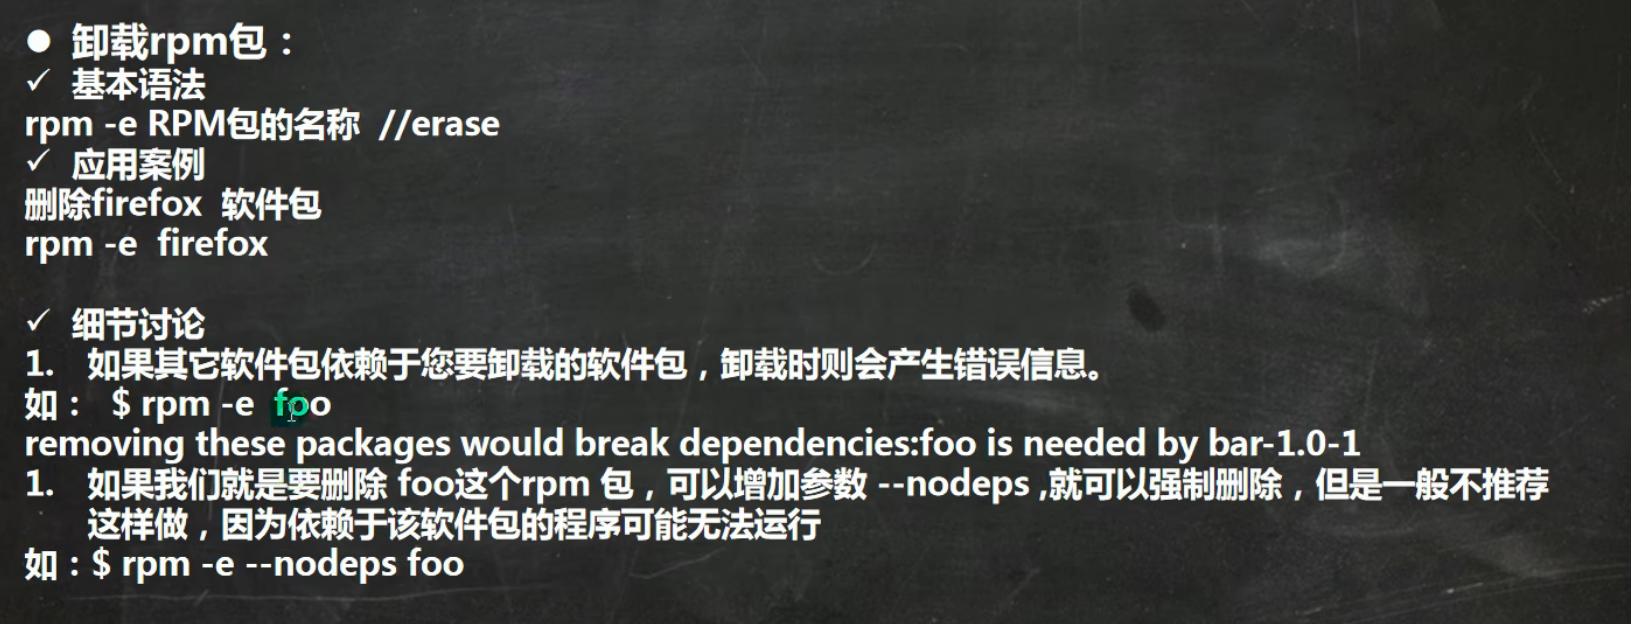 ● 卸载rpm包：
✓ 基本语法
rpm -e RPM包的名称 //erase
✓ 应用案例
删除firefox 软件包
rpm -e firefox
✓ 细节讨论
1. 如果其它软件包依赖于您要卸载的软件包，卸载时则会产生错误信息。
如： $ rpm -e foo
removing these packages would break dependencies:foo is needed by bar-1.0-1
1. 如果我们就是要删除 foo这个rpm 包，可以增加参数 --nodeps ,就可以强制删除，但是一般不推荐
这样做，因为依赖于该软件包的程序可能无法运行
如：$ rpm -e --nodeps foo